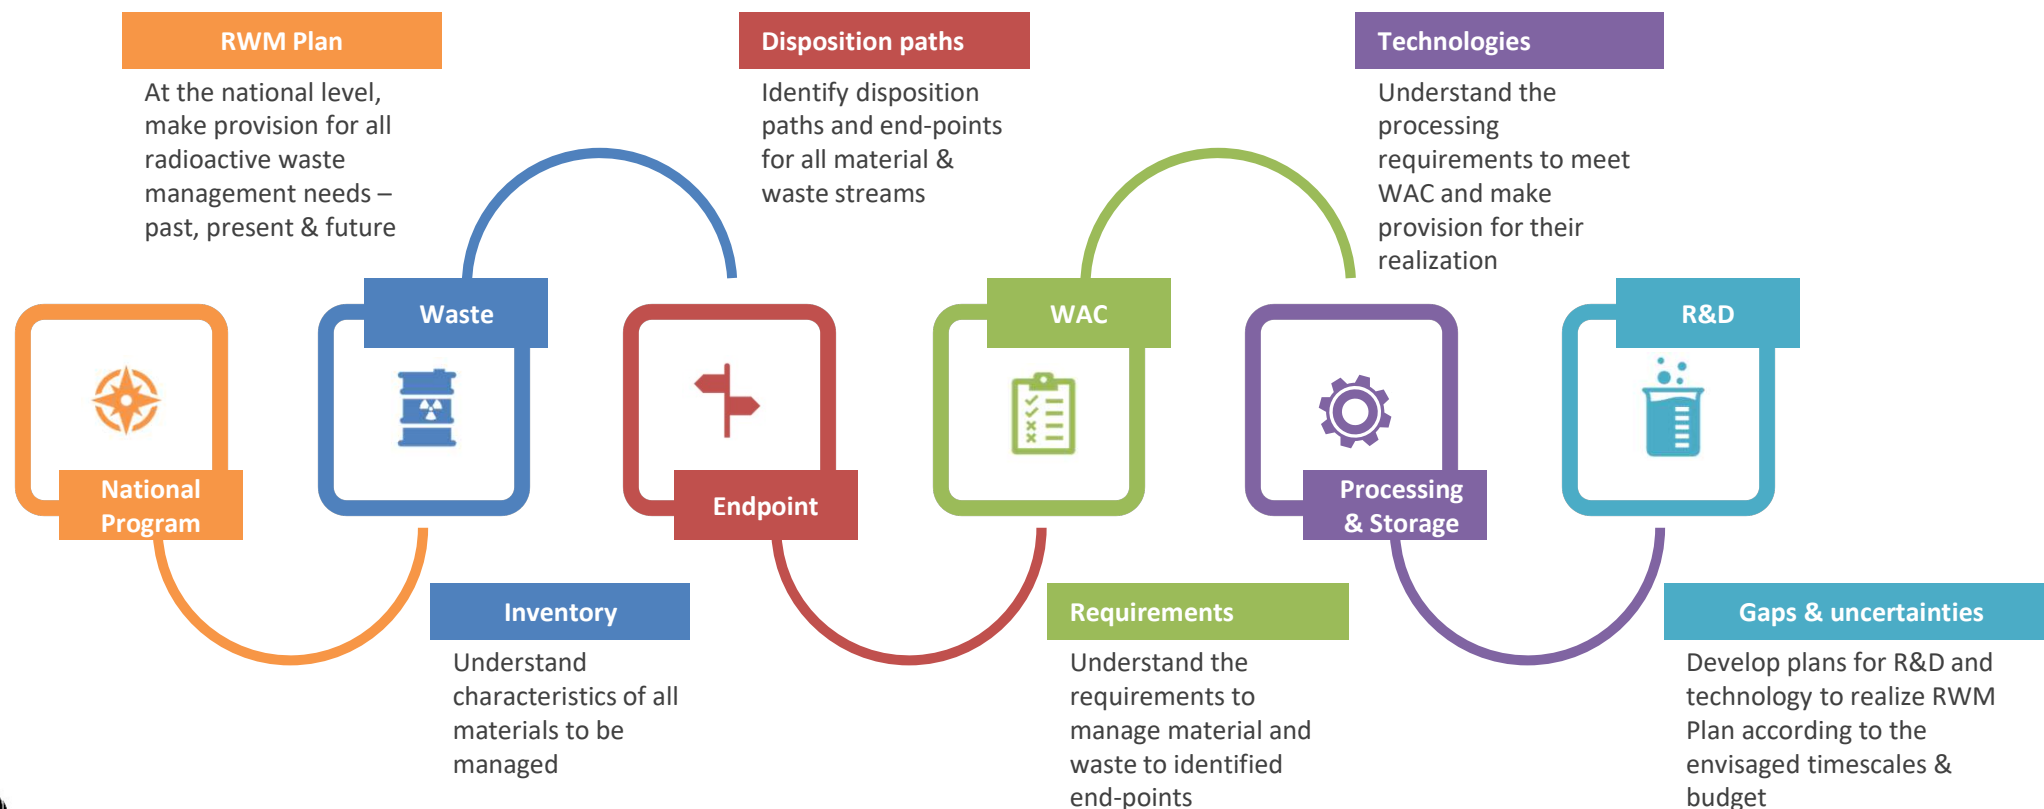 RWM Plan
At the national level,
make provision for all
radioactive waste
management needs –
past, present & future
Disposition paths
Identify disposition
paths and end-points
for all material &
waste streams
Technologies
Understand the
processing
requirements to meet
WAC and make
provision for their
realization
National
Program
Waste
Endpoint
WAC
Processing
& Storage
R&D
Inventory
Understand
characteristics of all
materials to be
managed
Requirements
Understand the
requirements to
manage material and
waste to identified
end-points
Gaps & uncertainties
Develop plans for R&D and
technology to realize RWM
Plan according to the
envisaged timescales &
budget